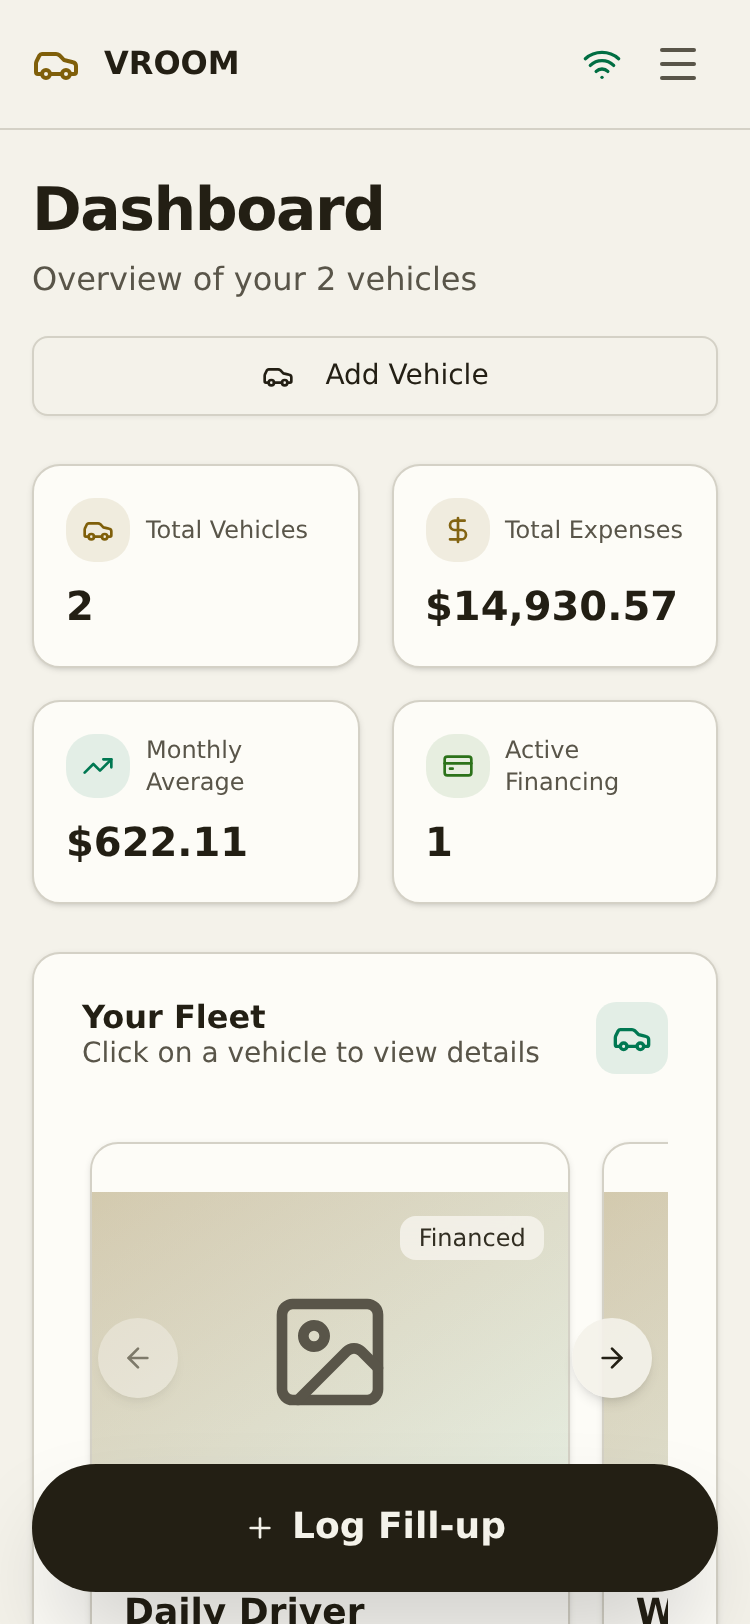 VROOM
Dashboard
Overview of your 2 vehicles
Add Vehicle
Total Vehicles
2
Total Expenses
$14,930.57
Monthly
Average
$622.11
Active
Financing
1
Your Fleet
Click on a vehicle to view details
Financed
Log Fill-up
Daily Driver
W